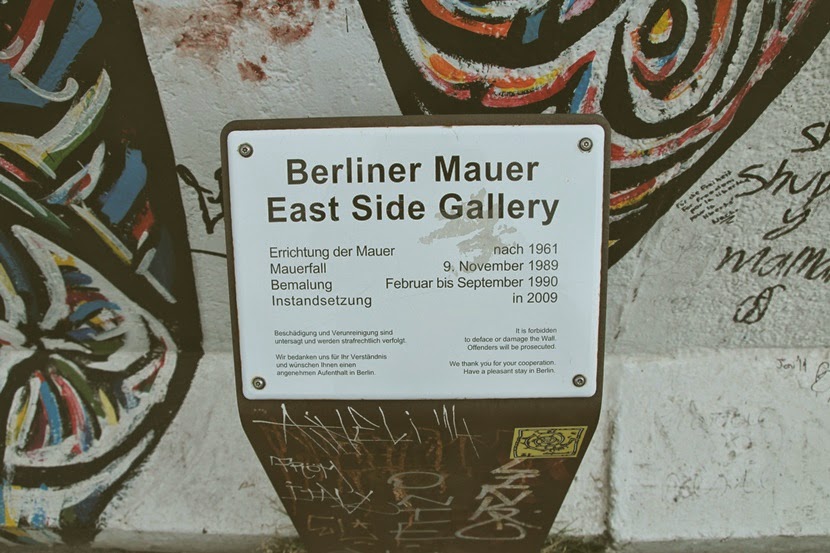 Berliner Mauer
East Side Gallery
Errichtung der Mauer nach 1961
Mauerfall 9. November 1989
Bemalung Februar bis September 1990
Instandsetzung in 2009
Beschädigung und Verunreinigung sind
untersagt und werden strafrechtlich verfolgt.
Wir bedanken uns für Ihr Verständnis
und wünschen Ihnen einen
angenehmen Aufenthalt in Berlin.
It is forbidden
to deface or damage the Wall.
Offenders will be prosecuted.
We thank you for your cooperation.
Have a pleasant stay in Berlin.
FROM
ITALY